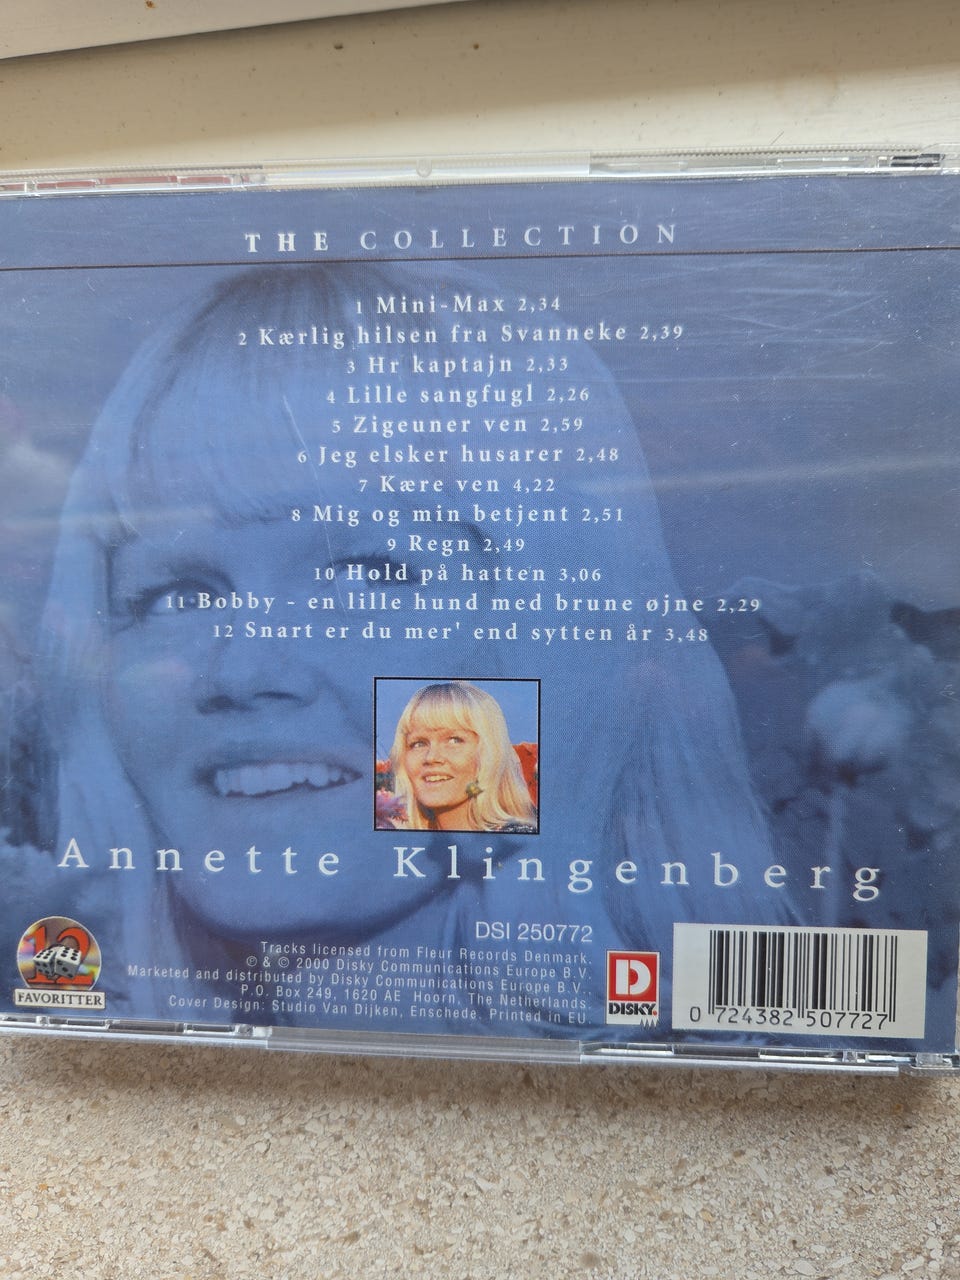 THE COLLECTION
1 Mini-Max 2,34
2 Kærlig hilsen fra Svanneke 2,39
3 Hr kaptajn 2,33
4 Lille sangfugl 2,26
5 Zigeuner ven 2,59
6 Jeg elsker husarer 2,48
7 Kære ven 4,22
8 Mig og min betjent 2,51
9 Regn 2,49
10 Hold på hatten 3,06
11 Bobby - en lille hund med brune øjne 2,29
12 Snart er du mer' end sytten år 3,48
Annette Klingenberg
12
FAVORITTER
DSI 250772
Tracks licensed from Fleur Records Denmark.
℗ & © 2000 Disky Communications Europe B.V.
Marketed and distributed by Disky Communications Europe B.V.,
P.O. Box 249, 1620 AE Hoorn, The Netherlands.
Cover Design: Studio Van Dijken, Enschede. Printed in EU.
D
DISKY
0 724382 507727